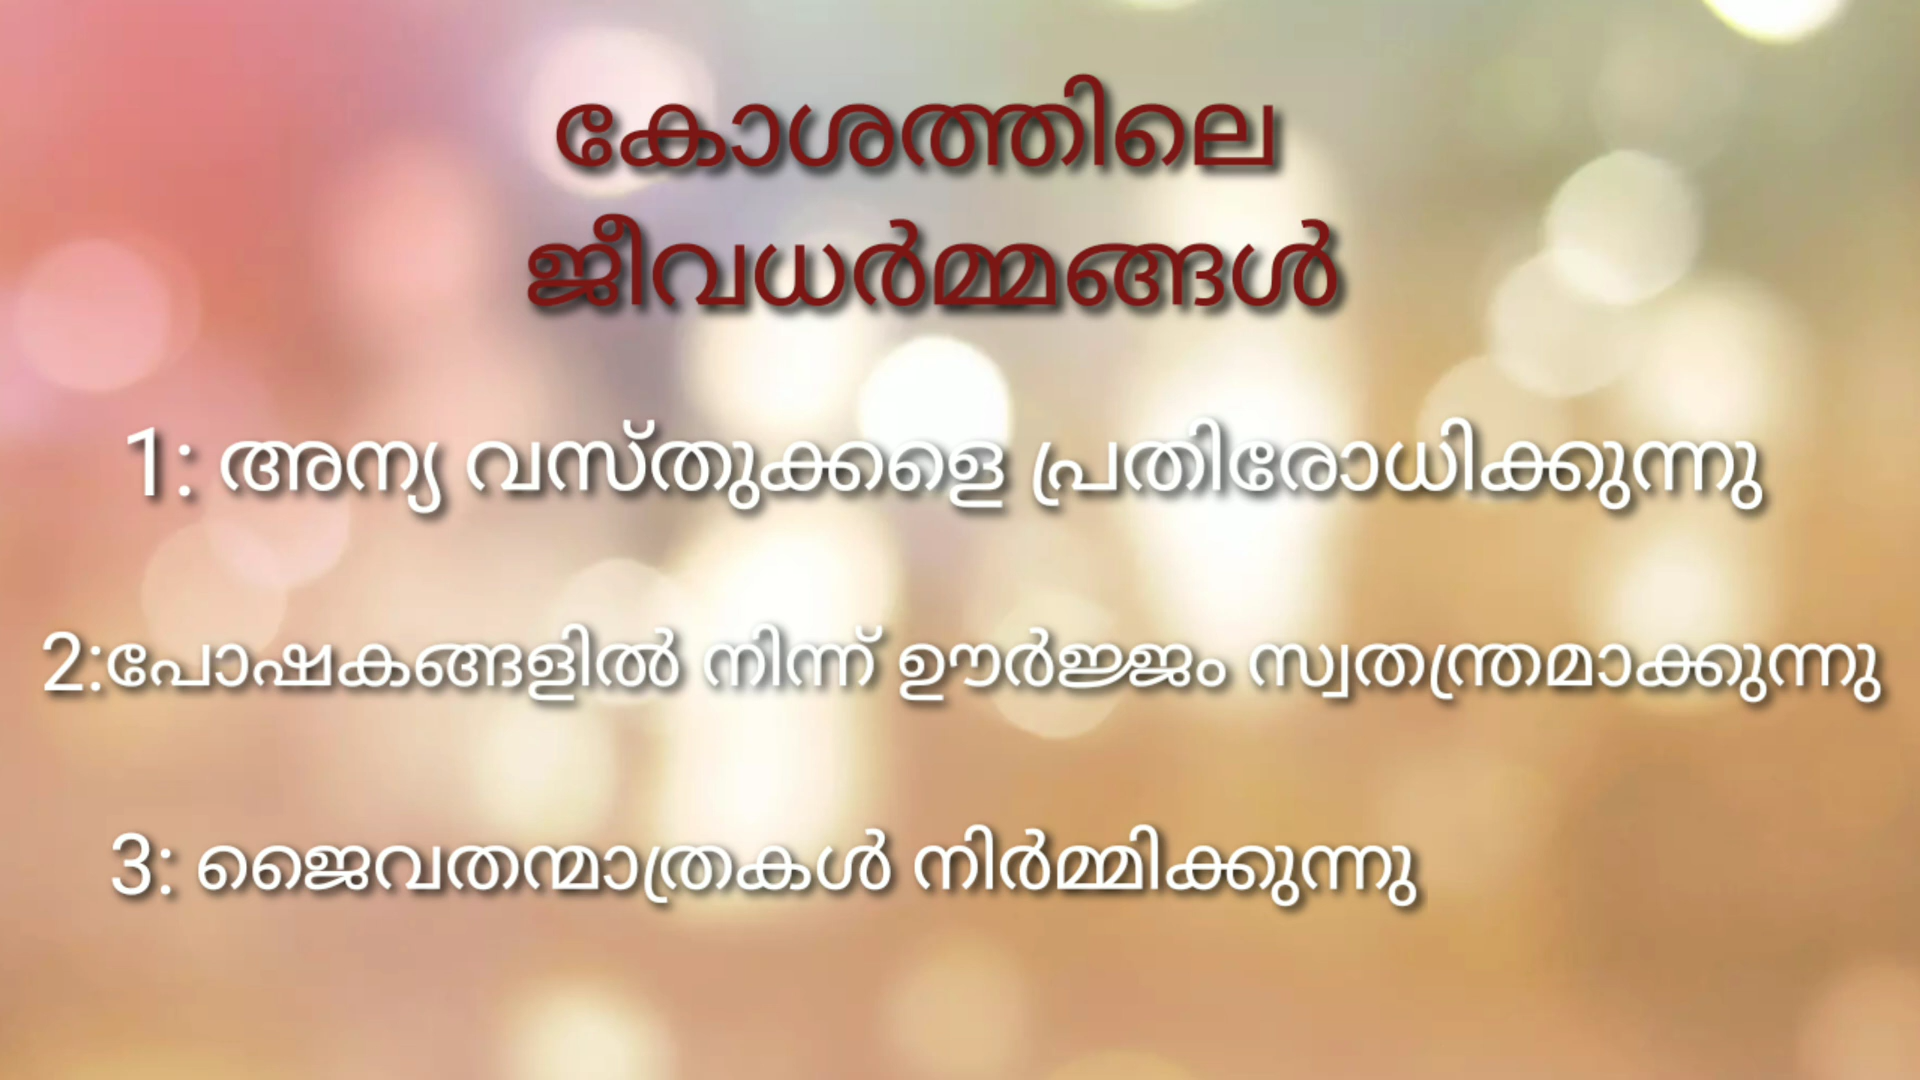 കോശത്തിലെ
ജീവധർമ്മങ്ങൾ
1: അന്യ വസ്തുക്കളെ പ്രതിരോധിക്കുന്നു
2:പോഷകങ്ങളിൽ നിന്ന് ഊർജ്ജം സ്വതന്ത്രമാക്കുന്നു
3: ജൈവതന്മാത്രകൾ നിർമ്മിക്കുന്നു